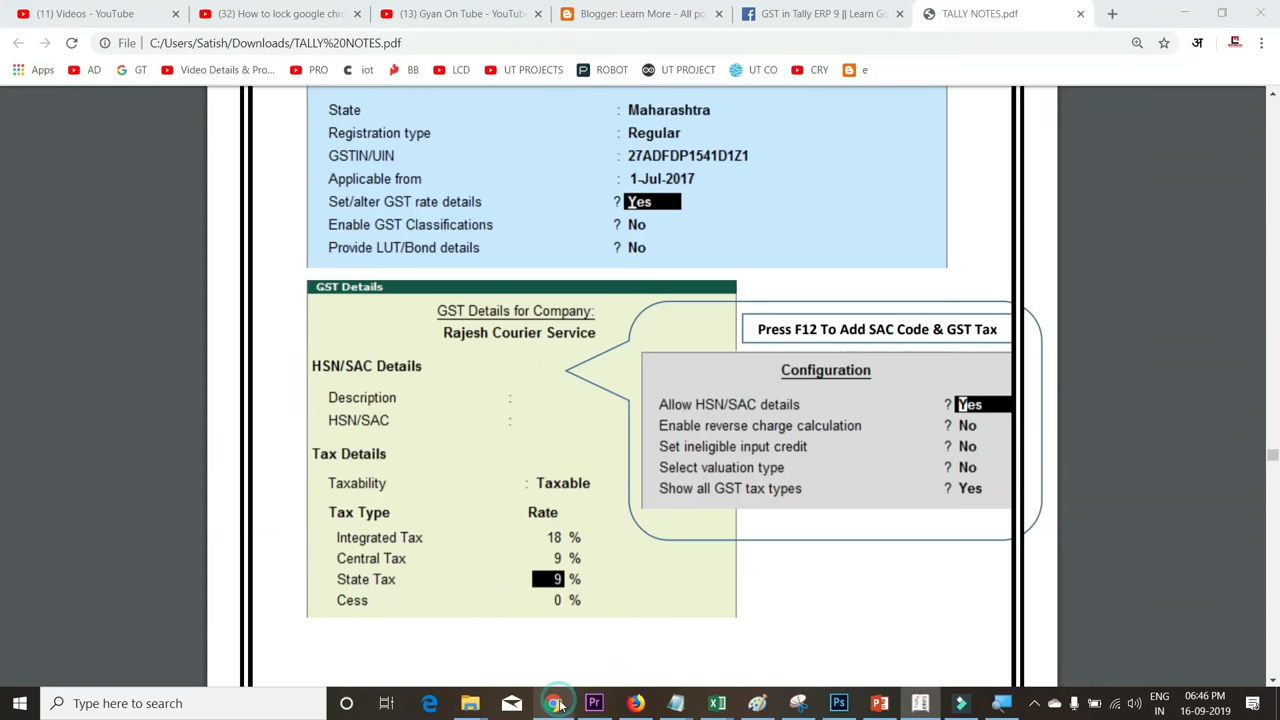 (11) Videos - YouTube
(32) How to lock google chr
(13) Gyan On Tube - YouTub
Blogger: Learn More - All po
GST in Tally ERP 9 || Learn G
TALLY NOTES.pdf
File
C:/Users/Satish/Downloads/TALLY%20NOTES.pdf
अ
Apps AD GT Video Details & Pro... PRO iot BB LCD UT PROJECTS ROBOT UT PROJECT UT CO CRY e
State : Maharashtra
Registration type : Regular
GSTIN/UIN : 27ADFDP1541D1Z1
Applicable from : 1-Jul-2017
Set/alter GST rate details ? Yes
Enable GST Classifications ? No
Provide LUT/Bond details ? No
GST Details
GST Details for Company:
Rajesh Courier Service
HSN/SAC Details
Description :
HSN/SAC :
Tax Details
Taxability : Taxable
Tax Type Rate
Integrated Tax 18 %
Central Tax 9 %
State Tax 9 %
Cess 0 %
Press F12 To Add SAC Code & GST Tax
Configuration
Allow HSN/SAC details ? Yes
Enable reverse charge calculation ? No
Set ineligible input credit ? No
Select valuation type ? No
Show all GST tax types ? Yes
Type here to search
ENG
IN
06:46 PM
16-09-2019